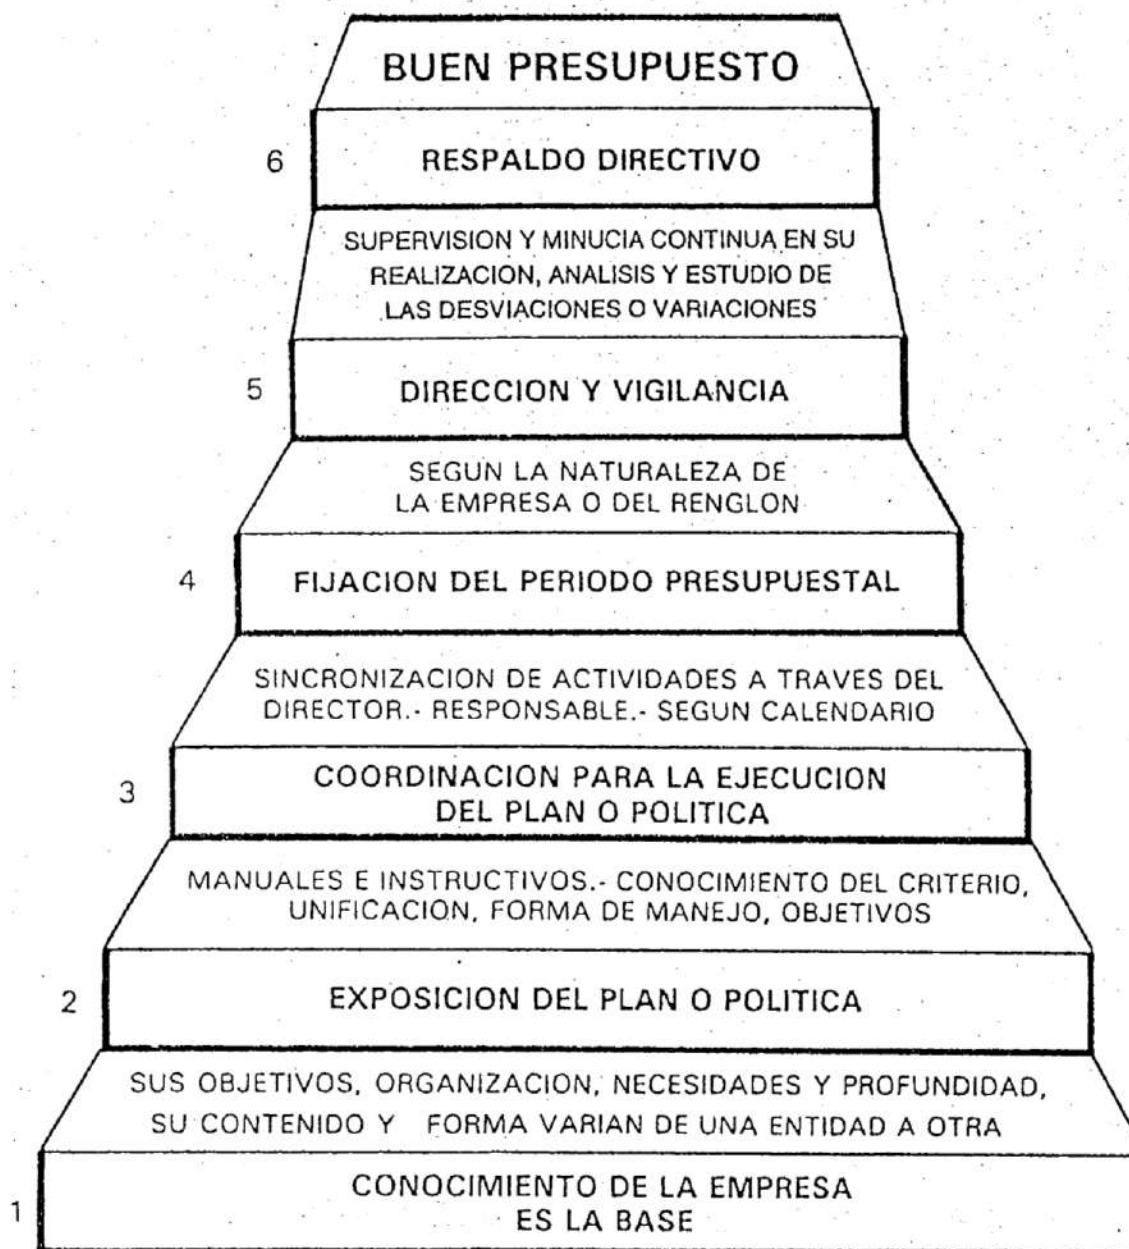 BUEN PRESUPUESTO
6
RESPALDO DIRECTIVO
SUPERVISION Y MINUCIA CONTINUA EN SU
REALIZACION, ANALISIS Y ESTUDIO DE
LAS DESVIACIONES O VARIACIONES
5
DIRECCION Y VIGILANCIA
SEGUN LA NATURALEZA DE
LA EMPRESA O DEL RENGLON
4
FIJACION DEL PERIODO PRESUPUESTAL
SINCRONIZACION DE ACTIVIDADES A TRAVES DEL
DIRECTOR.- RESPONSABLE.- SEGUN CALENDARIO
3
COORDINACION PARA LA EJECUCION
DEL PLAN O POLITICA
MANUALES E INSTRUCTIVOS.- CONOCIMIENTO DEL CRITERIO,
UNIFICACION, FORMA DE MANEJO, OBJETIVOS
2
EXPOSICION DEL PLAN O POLITICA
SUS OBJETIVOS, ORGANIZACION, NECESIDADES Y PROFUNDIDAD,
SU CONTENIDO Y FORMA VARIAN DE UNA ENTIDAD A OTRA
1
CONOCIMIENTO DE LA EMPRESA
ES LA BASE